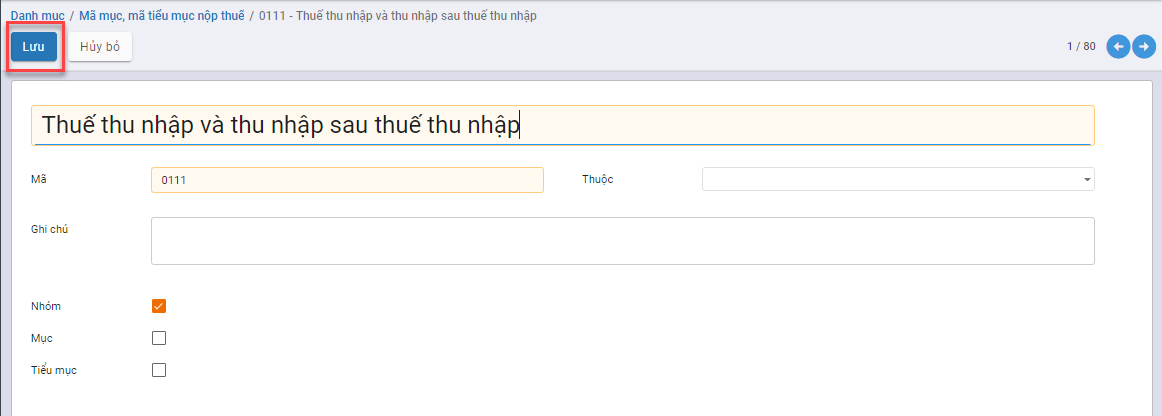 Danh mục / Mã mục, mã tiểu mục nộp thuế / 0111 - Thuế thu nhập và thu nhập sau thuế thu nhập
Lưu Hủy bỏ 1 / 80
Thuế thu nhập và thu nhập sau thuế thu nhập
Mã 0111 Thuộc
Ghi chú
Nhóm
Mục
Tiểu mục